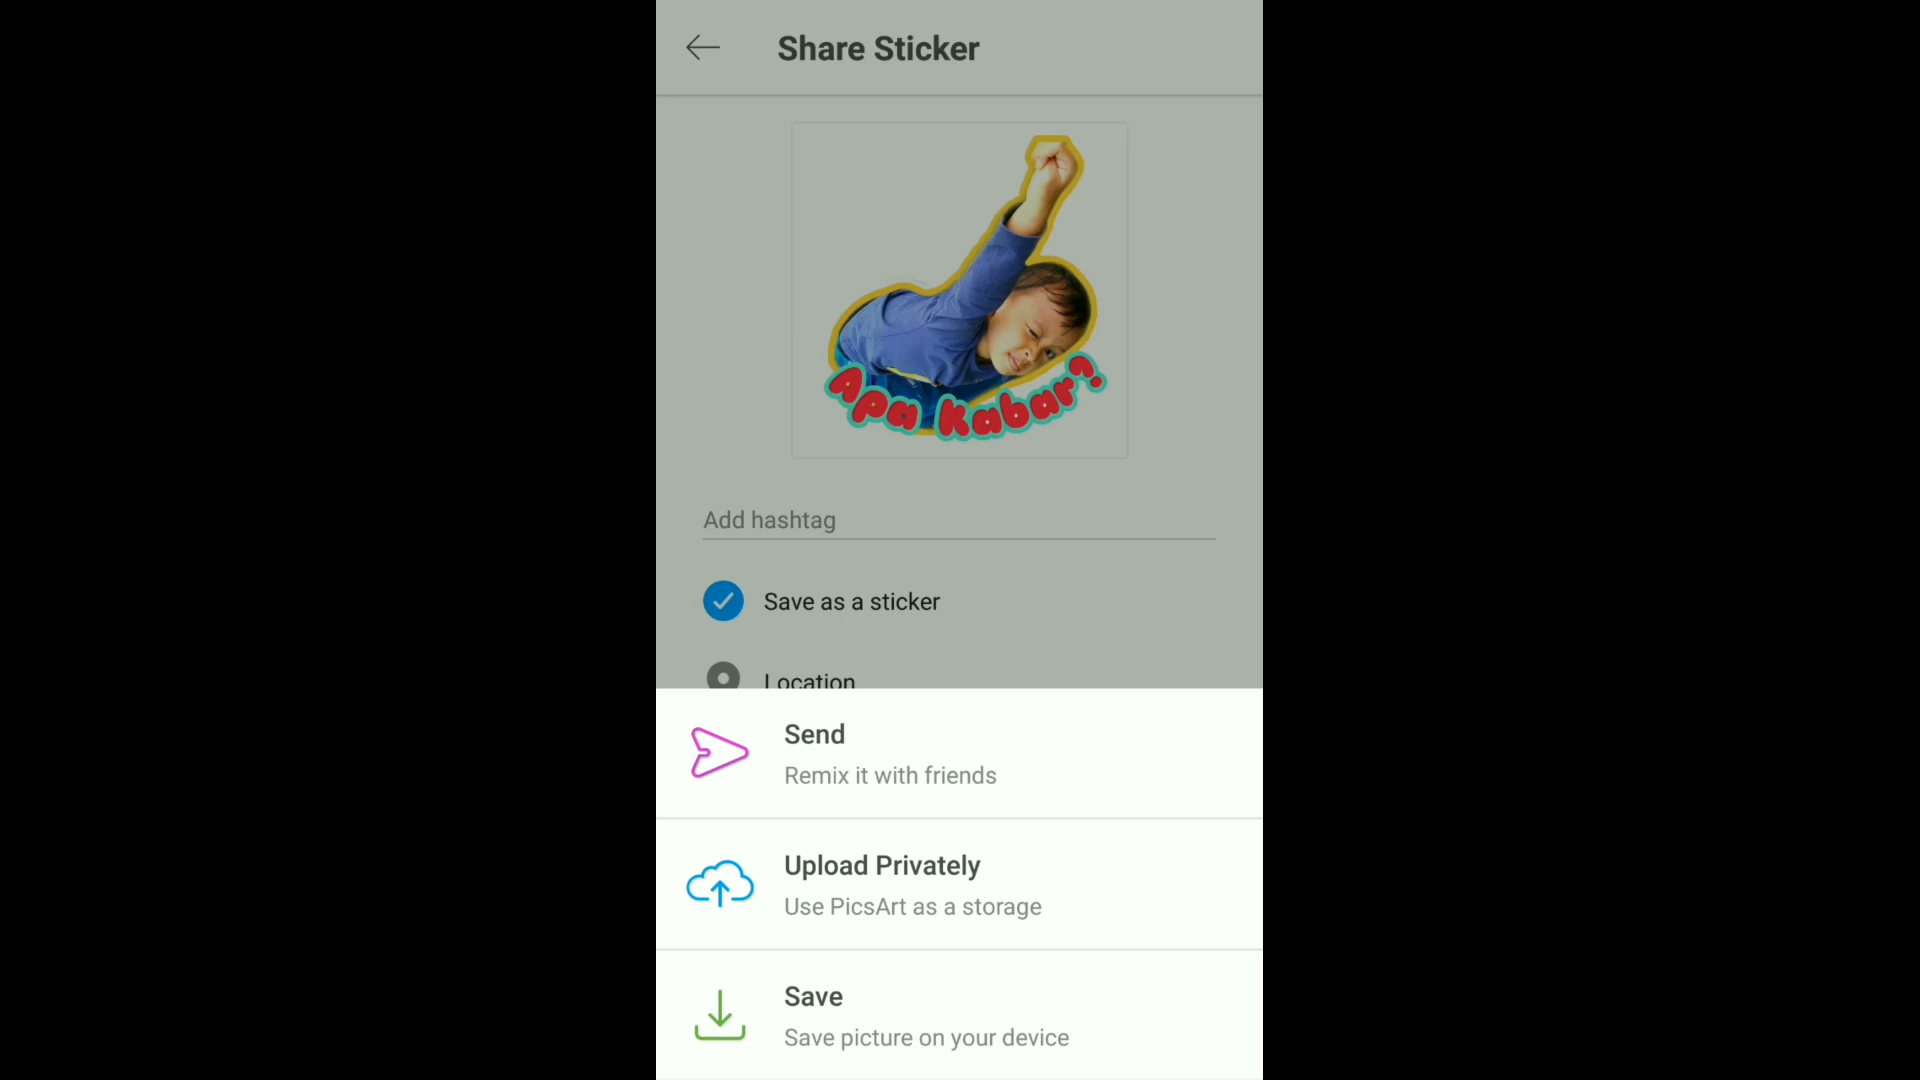 Share Sticker
Apa Kabar?
Add hashtag
Save as a sticker
Location
Send
Remix it with friends
Upload Privately
Use PicsArt as a storage
Save
Save picture on your device